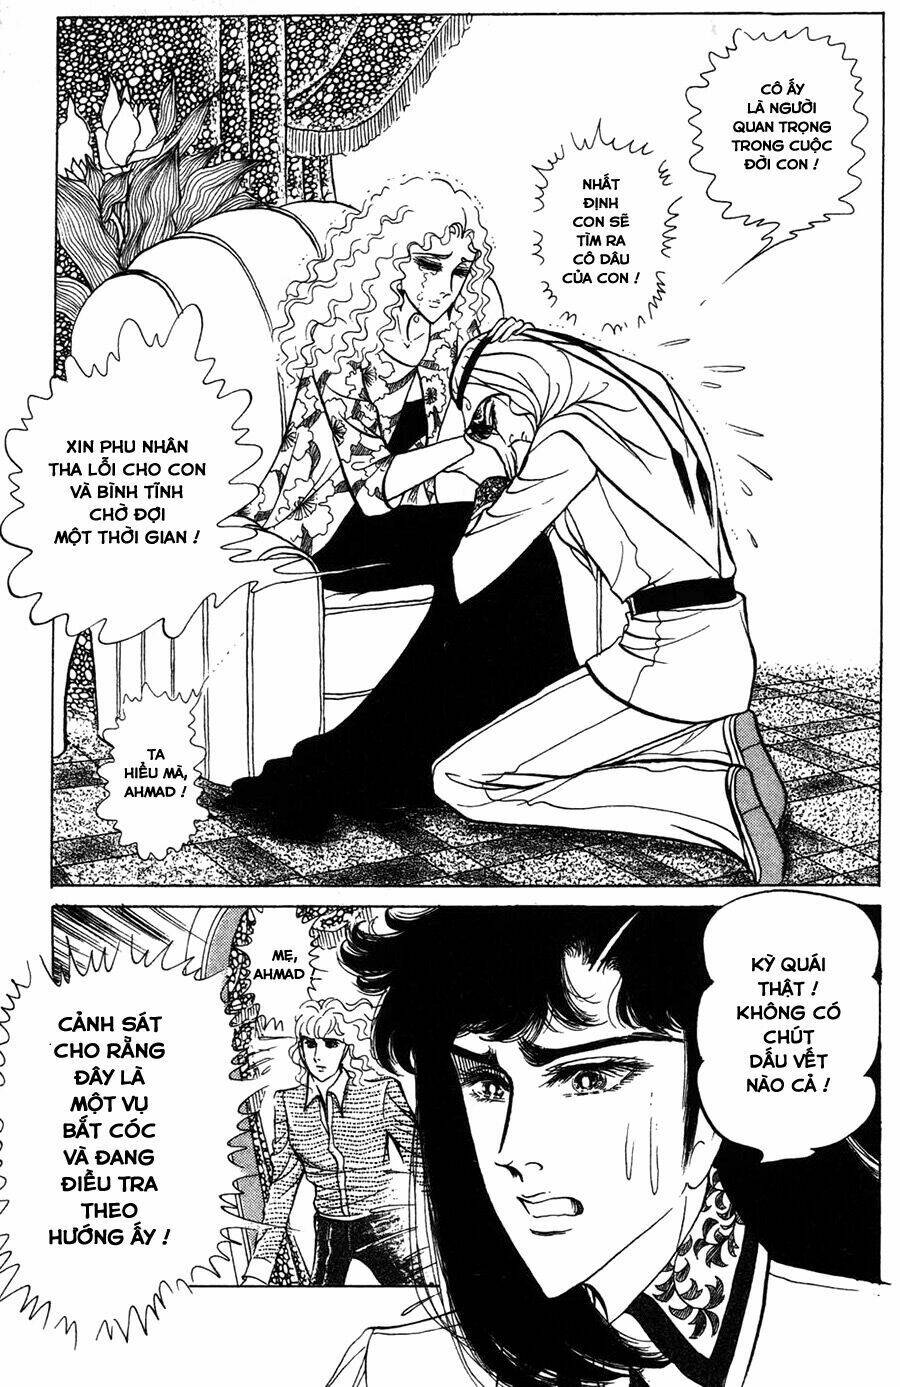 CÔ ẤY
LÀ NGƯỜI
QUAN TRỌNG
TRONG CUỘC
ĐỜI CON !
NHẤT
ĐỊNH
CON SẼ
TÌM RA
CÔ DÂU
CỦA CON !
XIN PHU NHÂN
THA LỖI CHO CON
VÀ BÌNH TĨNH
CHỜ ĐỢI
MỘT THỜI GIAN !
TA
HIỂU MÀ,
AHMAD !
KỲ QUÁI
THẬT !
KHÔNG CÓ
CHÚT
DẤU VẾT
NÀO CẢ !
MẸ,
AHMAD
CẢNH SÁT
CHO RẰNG
ĐÂY LÀ
MỘT VỤ
BẮT CÓC
VÀ ĐANG
ĐIỀU TRA
THEO
HƯỚNG ẤY !